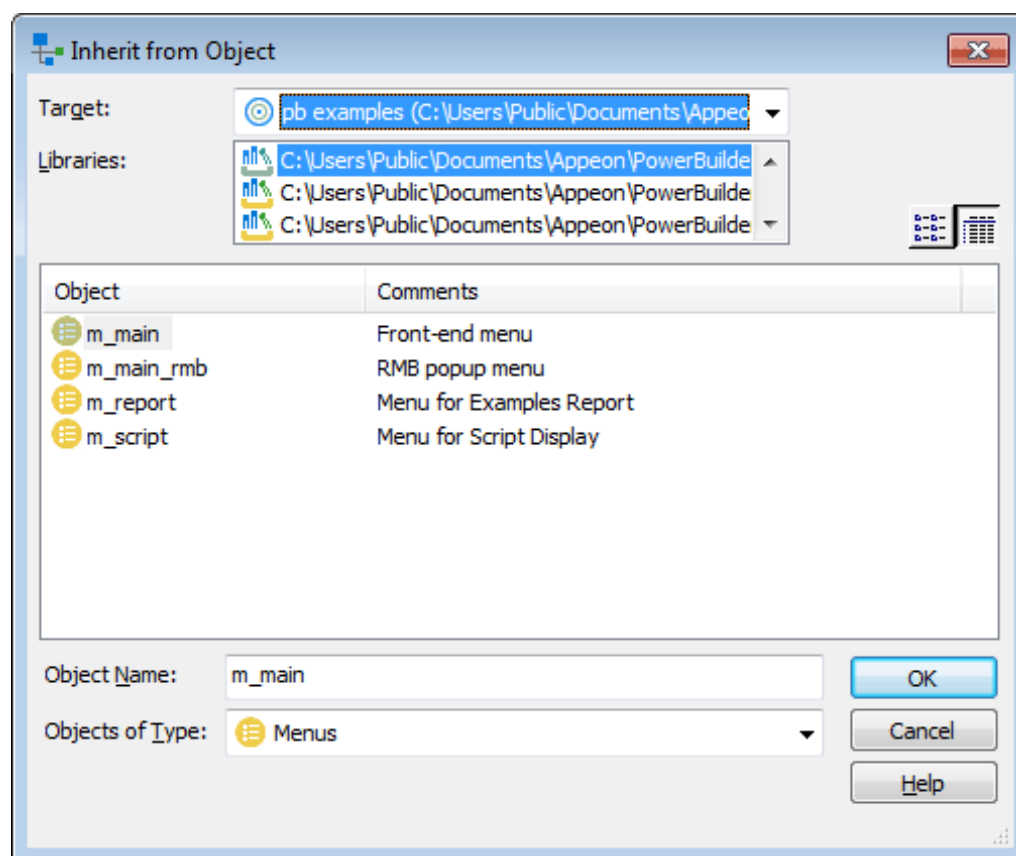 Inherit from Object
Target: pb examples (C:\Users\Public\Documents\Appeo
Libraries: C:\Users\Public\Documents\Appeon\PowerBuilde
C:\Users\Public\Documents\Appeon\PowerBuilde
C:\Users\Public\Documents\Appeon\PowerBuilde
Object Comments
m_main Front-end menu
m_main_rmb RMB popup menu
m_report Menu for Examples Report
m_script Menu for Script Display
Object Name: m_main OK
Objects of Type: Menus Cancel
Help